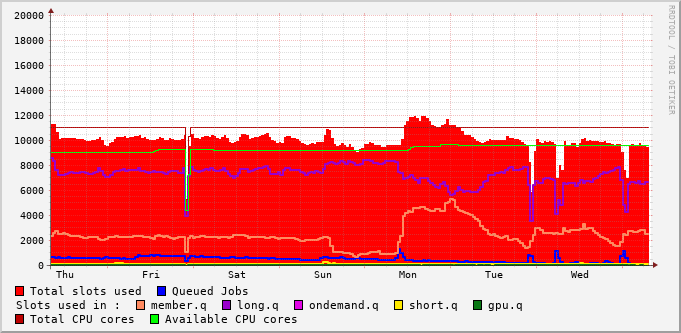 RRDTOOL / TOBI OETIKER
20000
18000
16000
14000
12000
10000
8000
6000
4000
2000
0
Thu Fri Sat Sun Mon Tue Wed
Total slots used Queued Jobs
Slots used in : member.q long.q ondemand.q short.q gpu.q
Total CPU cores Available CPU cores